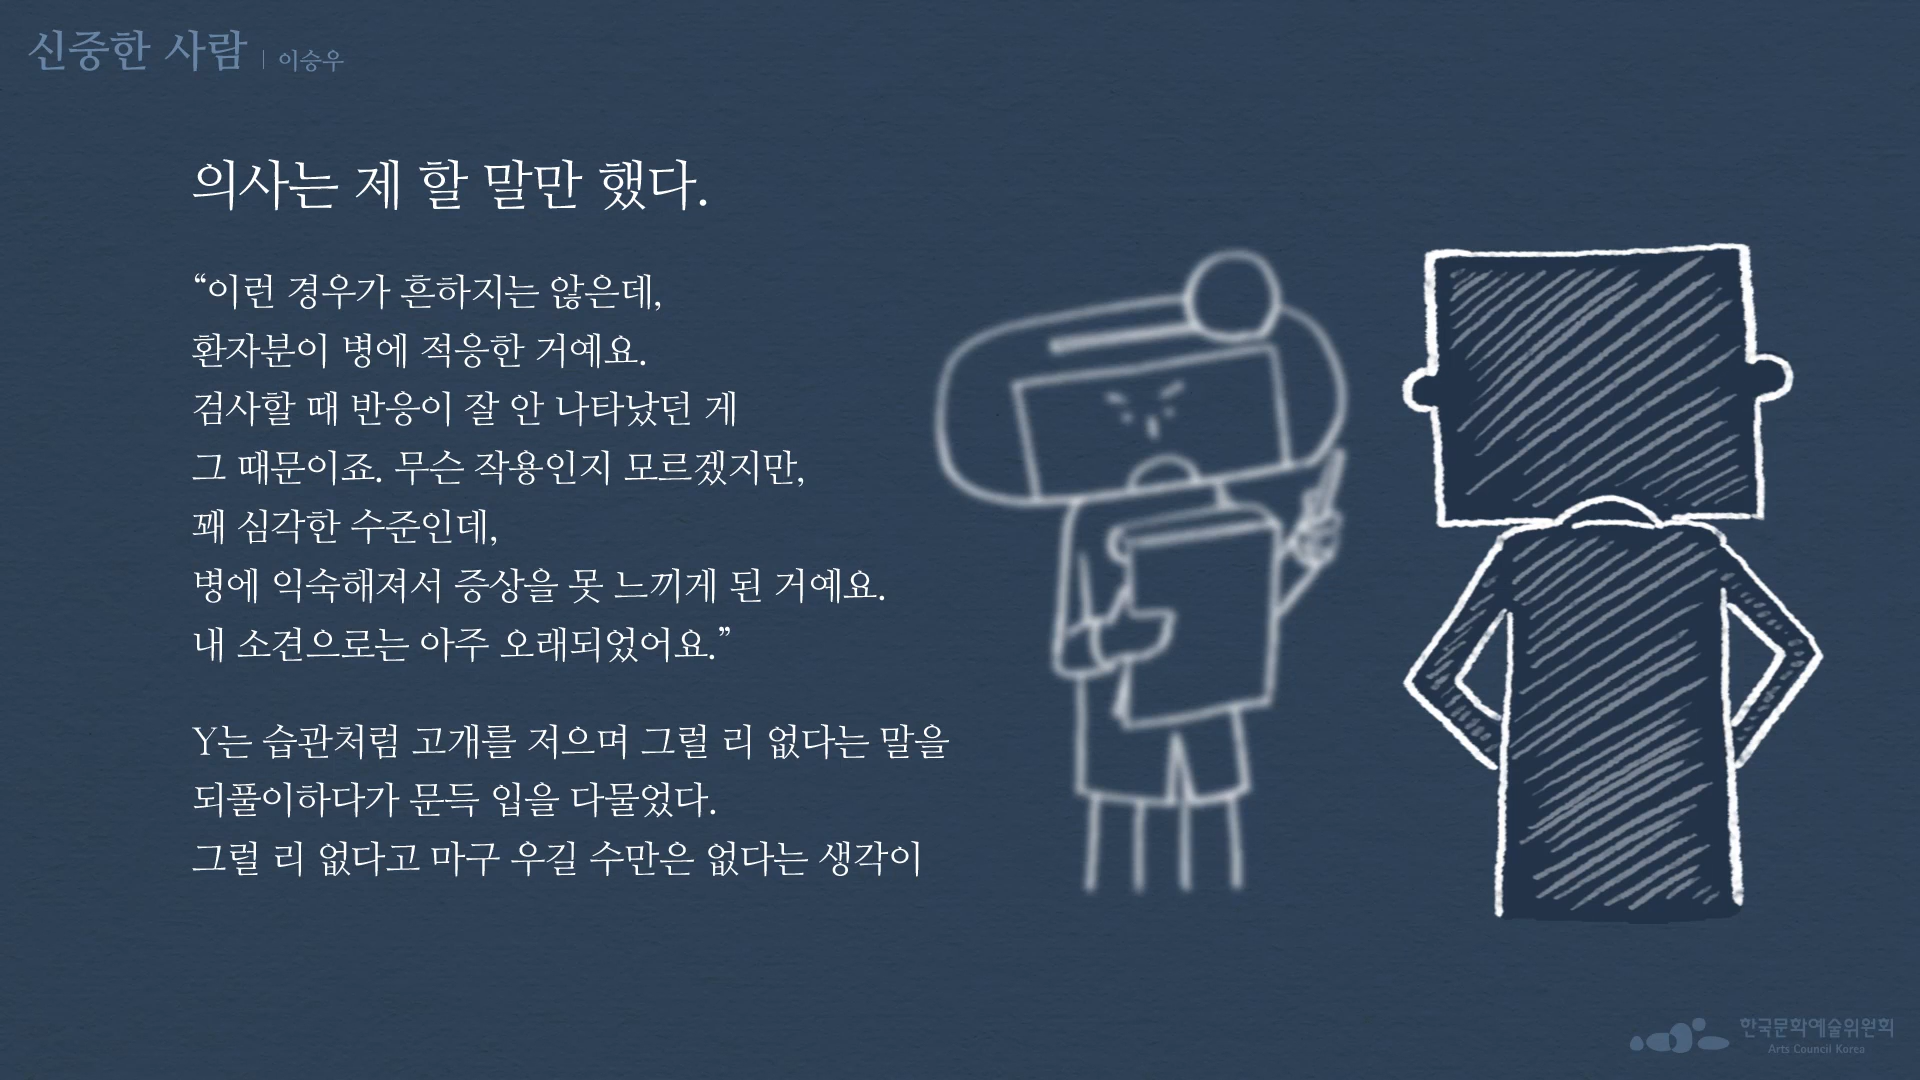 신중한 사람 | 이승우
의사는 제 할 말만 했다.
“이런 경우가 흔하지는 않은데,
환자분이 병에 적응한 거예요.
검사할 때 반응이 잘 안 나타났던 게
그 때문이죠. 무슨 작용인지 모르겠지만,
꽤 심각한 수준인데,
병에 익숙해져서 증상을 못 느끼게 된 거예요.
내 소견으로는 아주 오래되었어요.”
Y는 습관처럼 고개를 저으며 그럴 리 없다는 말을
되풀이하다가 문득 입을 다물었다.
그럴 리 없다고 마구 우길 수만은 없다는 생각이
한국문화예술위원회
Arts Council Korea